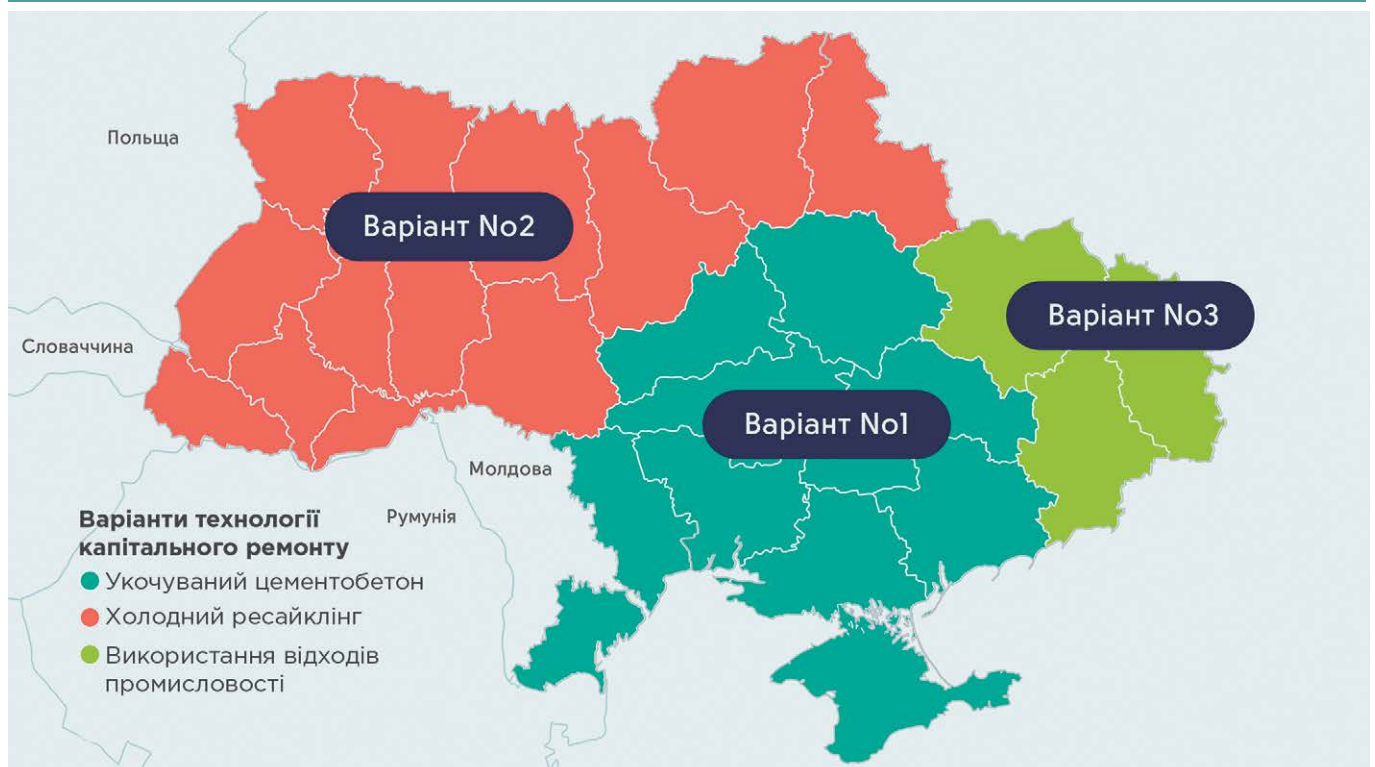 Польща
Варіант No2
Варіант No3
Словаччина
Варіант No1
Молдова
Румунія
Варіанти технології
капітального ремонту
Укочуваний цементобетон
Холодний ресайклінг
Використання відходів
промисловості